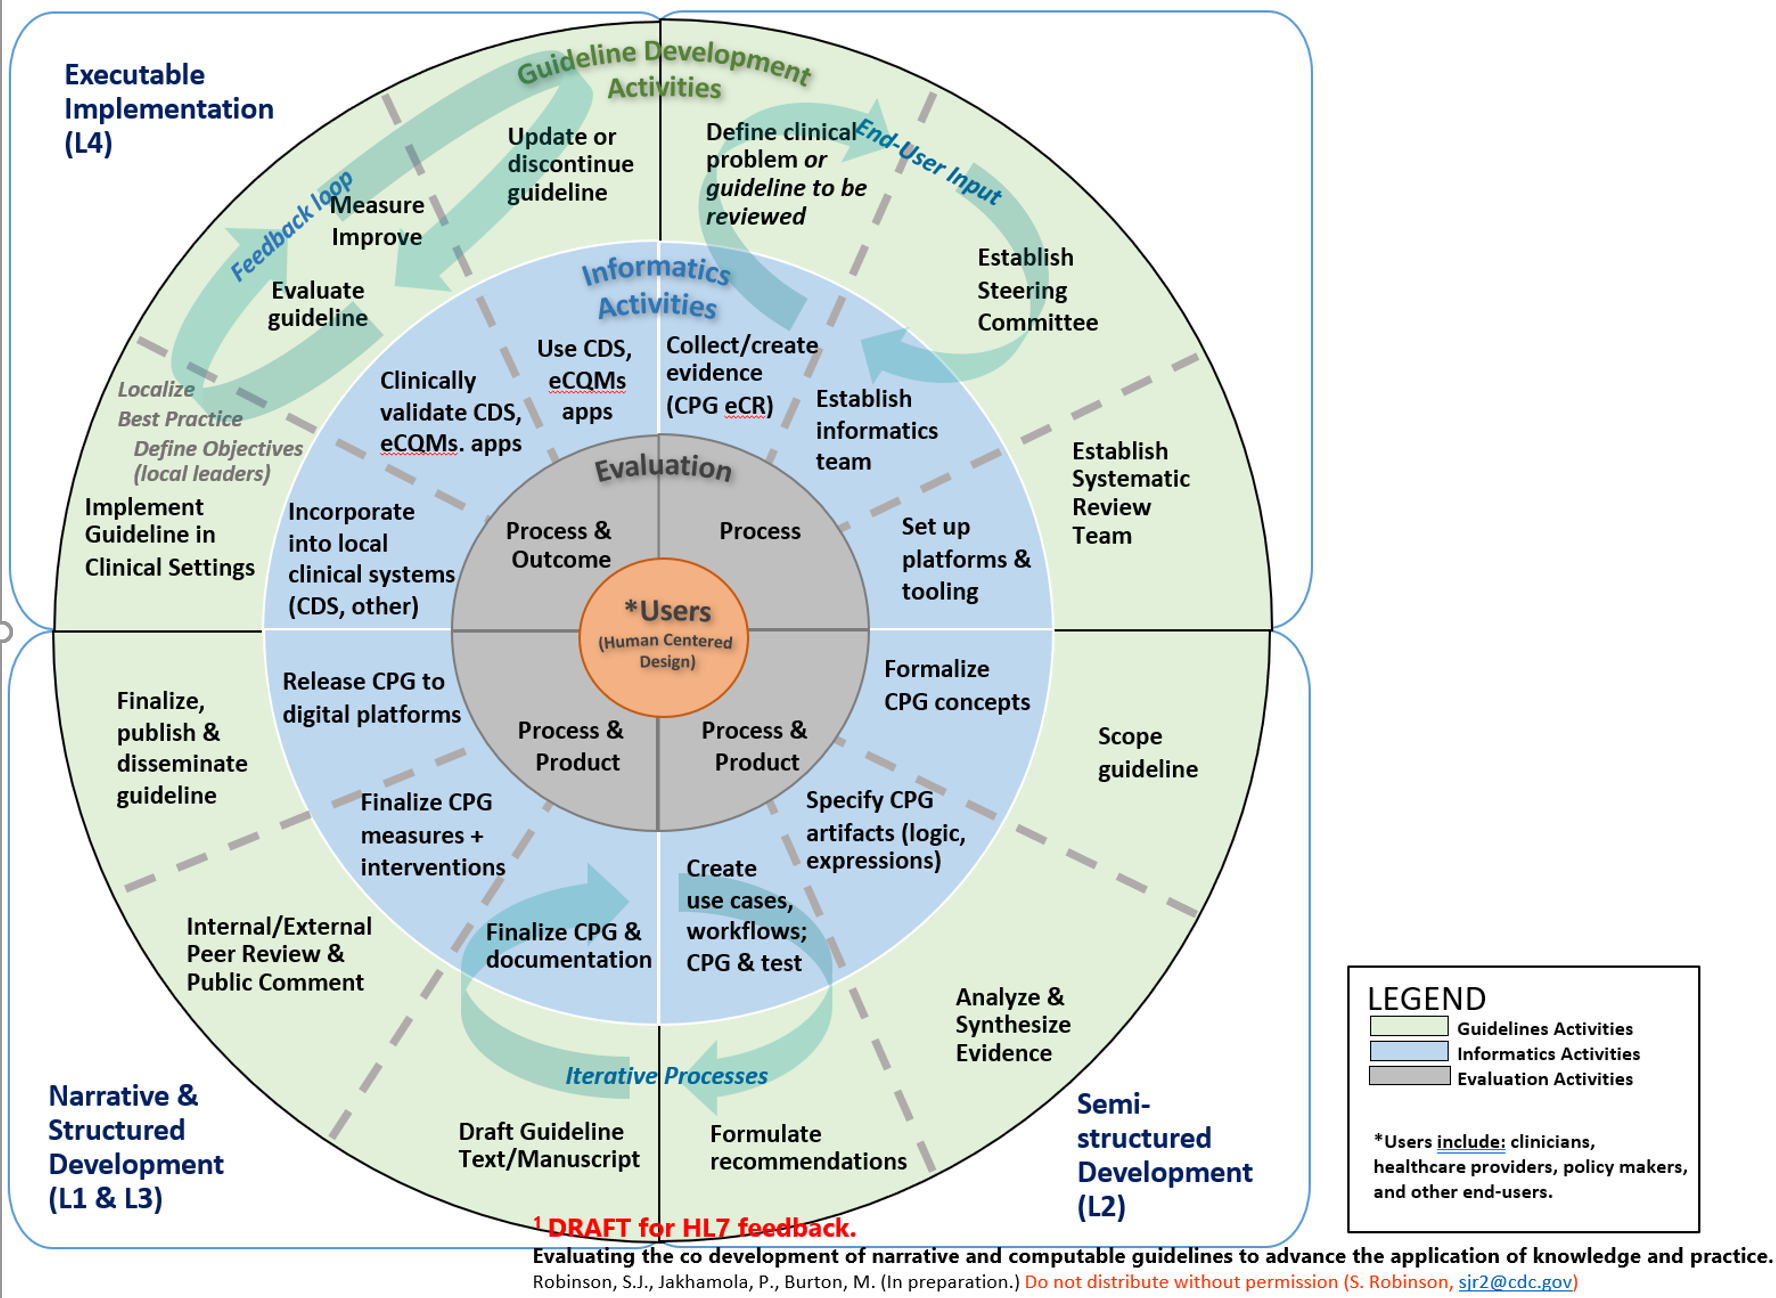 Executable
Implementation
(L4)
Guideline Development
Activities
Update or
discontinue
guideline
Define clinical
problem or
guideline to be
reviewed
End-User Input
Feedback loop
Measure
Improve
Evaluate
guideline
Establish
Steering
Committee
Localize
Best Practice
Define Objectives
(local leaders)
Implement
Guideline in
Clinical Settings
Establish
Systematic
Review
Team
Informatics
Activities
Use CDS,
eCQMs
apps
Collect/create
evidence
(CPG eCR)
Clinically
validate CDS,
eCQMs. apps
Establish
informatics
team
Incorporate
into local
clinical systems
(CDS, other)
Set up
platforms &
tooling
Evaluation
Process &
Outcome
Process
*Users
(Human Centered
Design)
Process &
Product
Process &
Product
Release CPG to
digital platforms
Formalize
CPG concepts
Finalize,
publish &
disseminate
guideline
Scope
guideline
Finalize CPG
measures +
interventions
Specify CPG
artifacts (logic,
expressions)
Finalize CPG &
documentation
Create
use cases,
workflows;
CPG & test
Internal/External
Peer Review &
Public Comment
Analyze &
Synthesize
Evidence
Iterative Processes
Draft Guideline
Text/Manuscript
Formulate
recommendations
Narrative &
Structured
Development
(L1 & L3)
Semi-
structured
Development
(L2)
LEGEND
Guidelines Activities
Informatics Activities
Evaluation Activities
*Users include: clinicians,
healthcare providers, policy makers,
and other end-users.
1 DRAFT for HL7 feedback.
Evaluating the co development of narrative and computable guidelines to advance the application of knowledge and practice.
Robinson, S.J., Jakhamola, P., Burton, M. (In preparation.) Do not distribute without permission (S. Robinson, sjr2@cdc.gov)